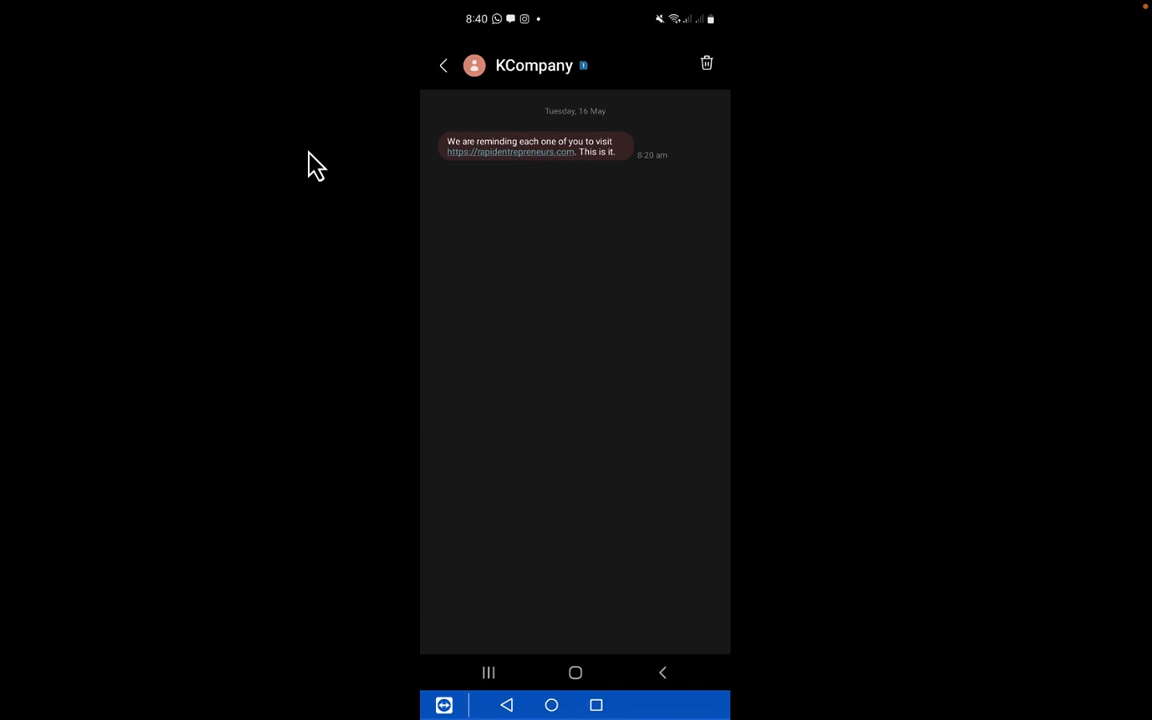 8:40
KCompany 1
Tuesday, 16 May
We are reminding each one of you to visit
https://rapidentrepreneurs.com. This is it.
8:20 am